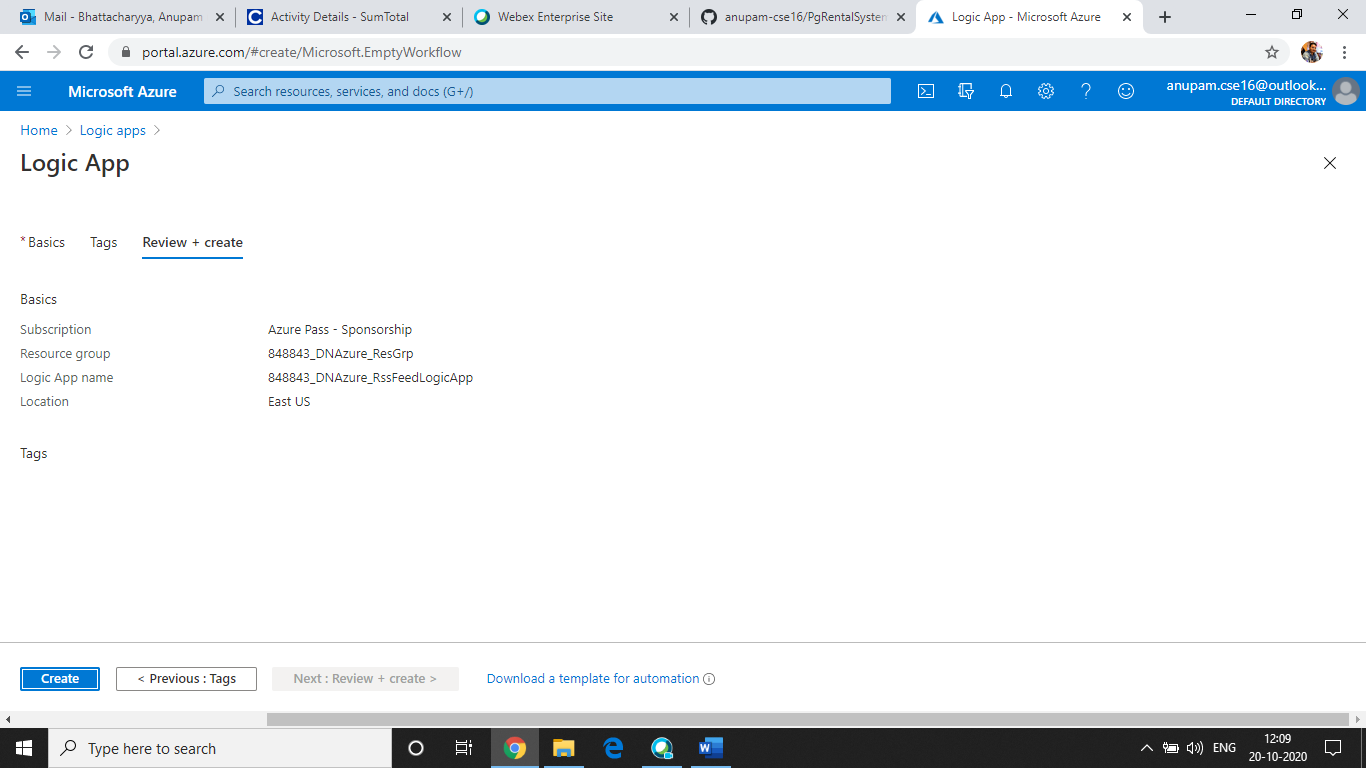 Mail - Bhattacharyya, Anupam
Activity Details - SumTotal
Webex Enterprise Site
anupam-cse16/PgRentalSystem
Logic App - Microsoft Azure
portal.azure.com/#create/Microsoft.EmptyWorkflow
Microsoft Azure
Search resources, services, and docs (G+/)
anupam.cse16@outlook...
DEFAULT DIRECTORY
Home > Logic apps >
Logic App
* Basics Tags Review + create
Basics
Subscription Azure Pass - Sponsorship
Resource group 848843_DNAzure_ResGrp
Logic App name 848843_DNAzure_RssFeedLogicApp
Location East US
Tags
Create < Previous : Tags Next : Review + create > Download a template for automation
Type here to search
ENG
12:09
20-10-2020